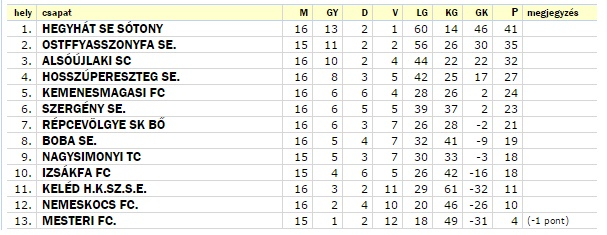 hely csapat M GY D V LG KG GK P megjegyzés
1. HEGYHÁT SE SÓTONY 16 13 2 1 60 14 46 41
2. OSTFFYASSZONYFA SE. 15 11 2 2 56 26 30 35
3. ALSÓÚJLAKI SC 16 10 2 4 44 22 22 32
4. HOSSZÚPERESZTEG SE. 16 8 3 5 42 25 17 27
5. KEMENESMAGASI FC 16 6 6 4 28 26 2 24
6. SZERGÉNY SE. 16 6 5 5 39 37 2 23
7. RÉPCEVÖLGYE SK BŐ 16 6 3 7 26 28 -2 21
8. BOBA SE. 16 5 4 7 32 41 -9 19
9. NAGYSIMONYI TC 15 5 3 7 30 33 -3 18
10. IZSÁKFA FC 15 4 6 5 26 42 -16 18
11. KELÉD H.K.SZ.S.E. 16 3 2 11 29 61 -32 11
12. NEMESKOCS FC. 16 2 4 10 20 46 -26 10
13. MESTERI FC. 15 1 2 12 18 49 -31 4 (-1 pont)